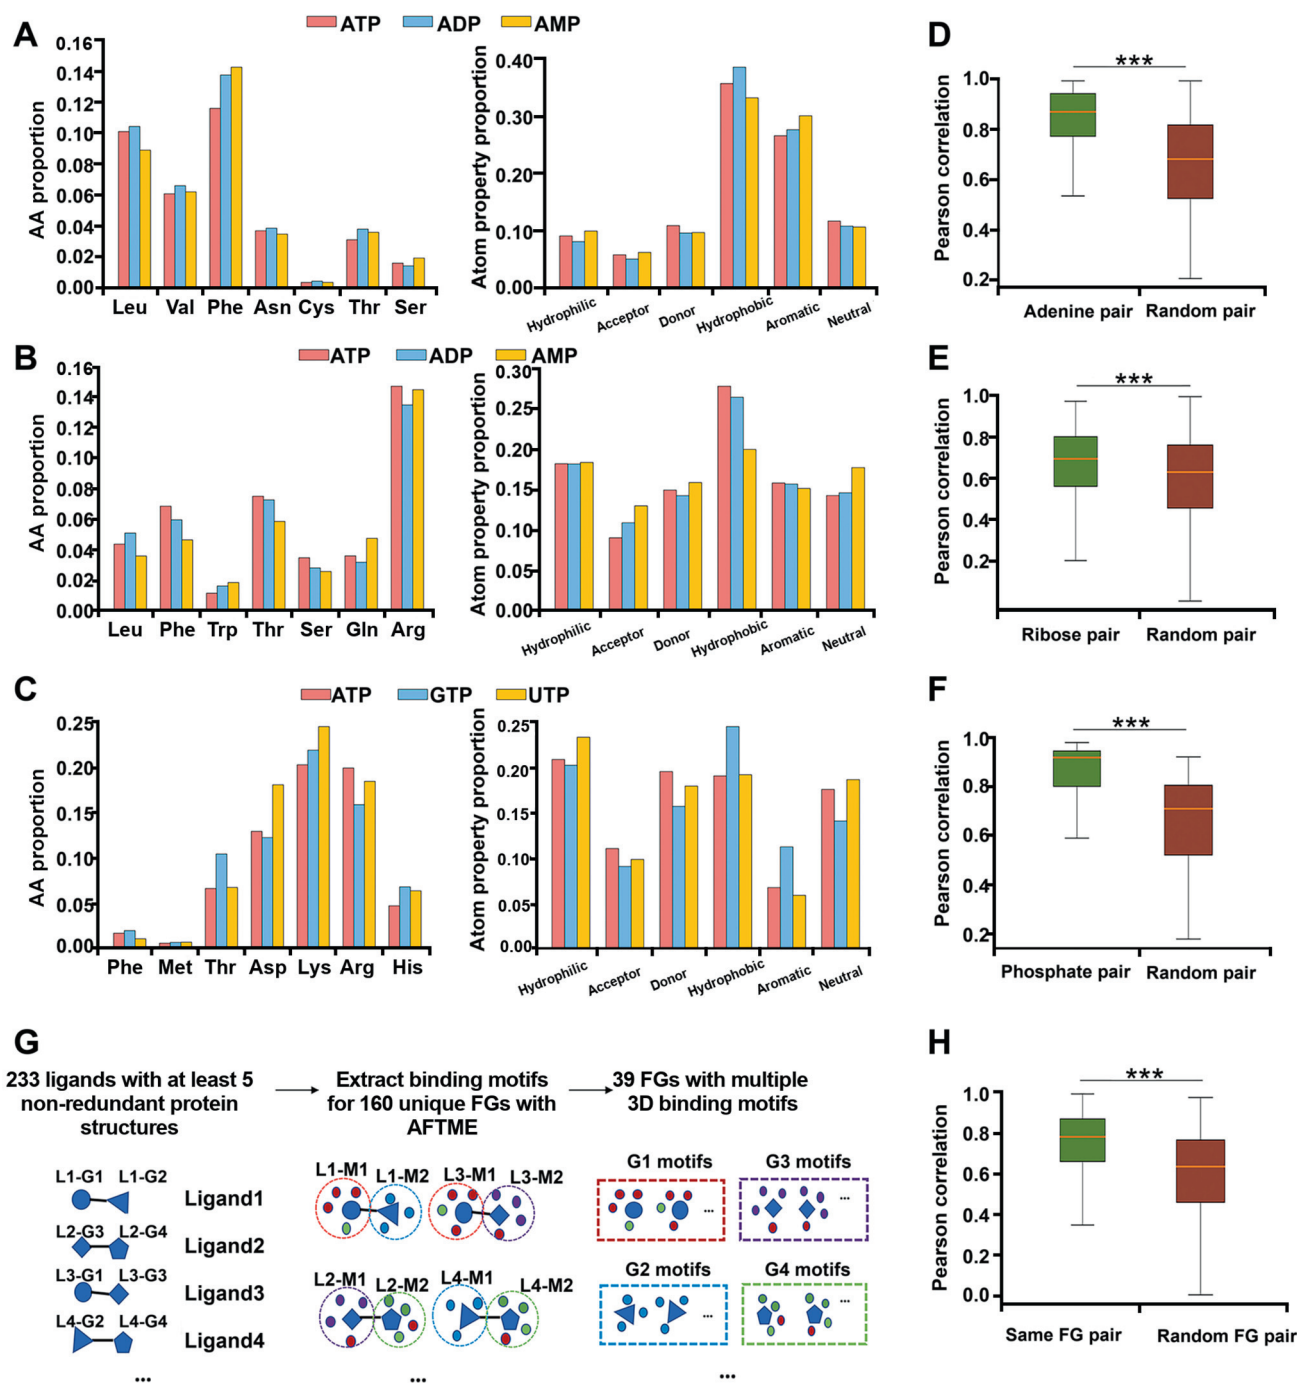 A
ATP ADP AMP
AA proportion
0.16
0.14
0.12
0.10
0.08
0.06
0.04
0.02
0.00
Leu Val Phe Asn Cys Thr Ser
Atom property proportion
0.40
0.30
0.20
0.10
0.00
Hydrophilic Acceptor Donor Hydrophobic Aromatic Neutral
D
***
Pearson correlation
1.0
0.8
0.6
0.4
0.2
Adenine pair Random pair
B
ATP ADP AMP
AA proportion
0.16
0.14
0.12
0.10
0.08
0.06
0.04
0.02
0.00
Leu Phe Trp Thr Ser Gln Arg
Atom property proportion
0.30
0.25
0.20
0.15
0.10
0.05
0.00
Hydrophilic Acceptor Donor Hydrophobic Aromatic Neutral
E
***
Pearson correlation
1.0
0.8
0.6
0.4
0.2
Ribose pair Random pair
C
ATP GTP UTP
AA proportion
0.25
0.20
0.15
0.10
0.05
0.00
Phe Met Thr Asp Lys Arg His
Atom property proportion
0.25
0.20
0.15
0.10
0.05
0.00
Hydrophilic Acceptor Donor Hydrophobic Aromatic Neutral
F
***
Pearson correlation
1.0
0.8
0.6
0.4
0.2
Phosphate pair Random pair
G
233 ligands with at least 5
non-redundant protein
structures
Extract binding motifs
for 160 unique FGs with
AFTME
39 FGs with multiple
3D binding motifs
L1-G1 L1-G2
Ligand1
L2-G3 L2-G4
Ligand2
L3-G1 L3-G3
Ligand3
L4-G2 L4-G4
Ligand4
...
L1-M1 L1-M2 L3-M1 L3-M2
L2-M1 L2-M2 L4-M1 L4-M2
...
G1 motifs G3 motifs
... ...
G2 motifs G4 motifs
... ...
...
H
***
Pearson correlation
1.0
0.8
0.6
0.4
0.2
0.0
Same FG pair Random FG pair